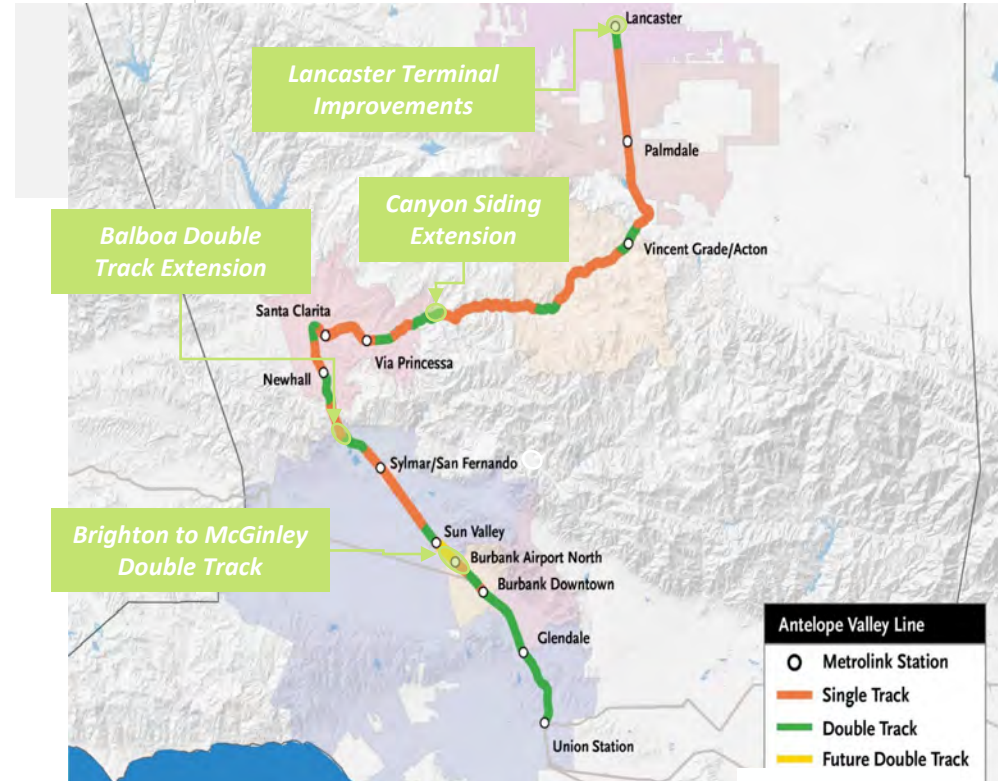 Lancaster
Lancaster Terminal
Improvements
Palmdale
Canyon Siding
Extension
Balboa Double
Track Extension
Vincent Grade/Acton
Santa Clarita
Via Princessa
Newhall
Sylmar/San Fernando
Brighton to McGinley
Double Track
Sun Valley
Burbank Airport North
Burbank Downtown
Glendale
Union Station
Antelope Valley Line
Metrolink Station
Single Track
Double Track
Future Double Track